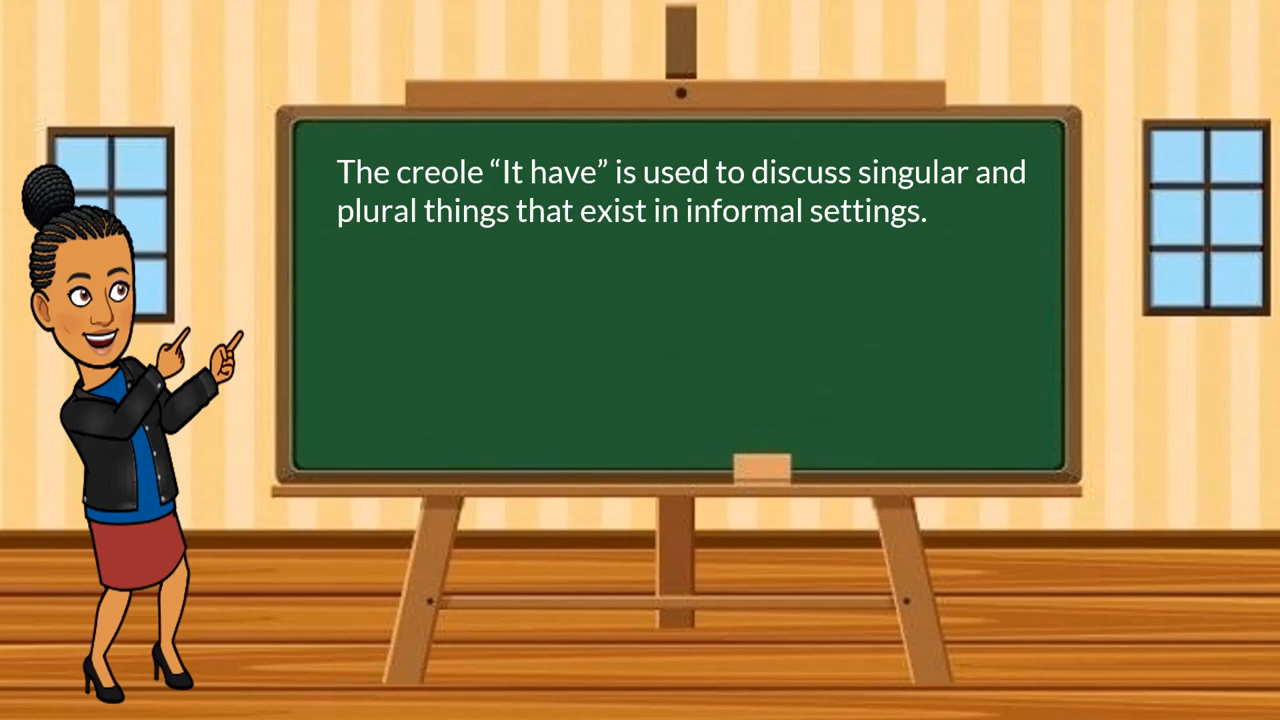 The creole “It have” is used to discuss singular and
plural things that exist in informal settings.